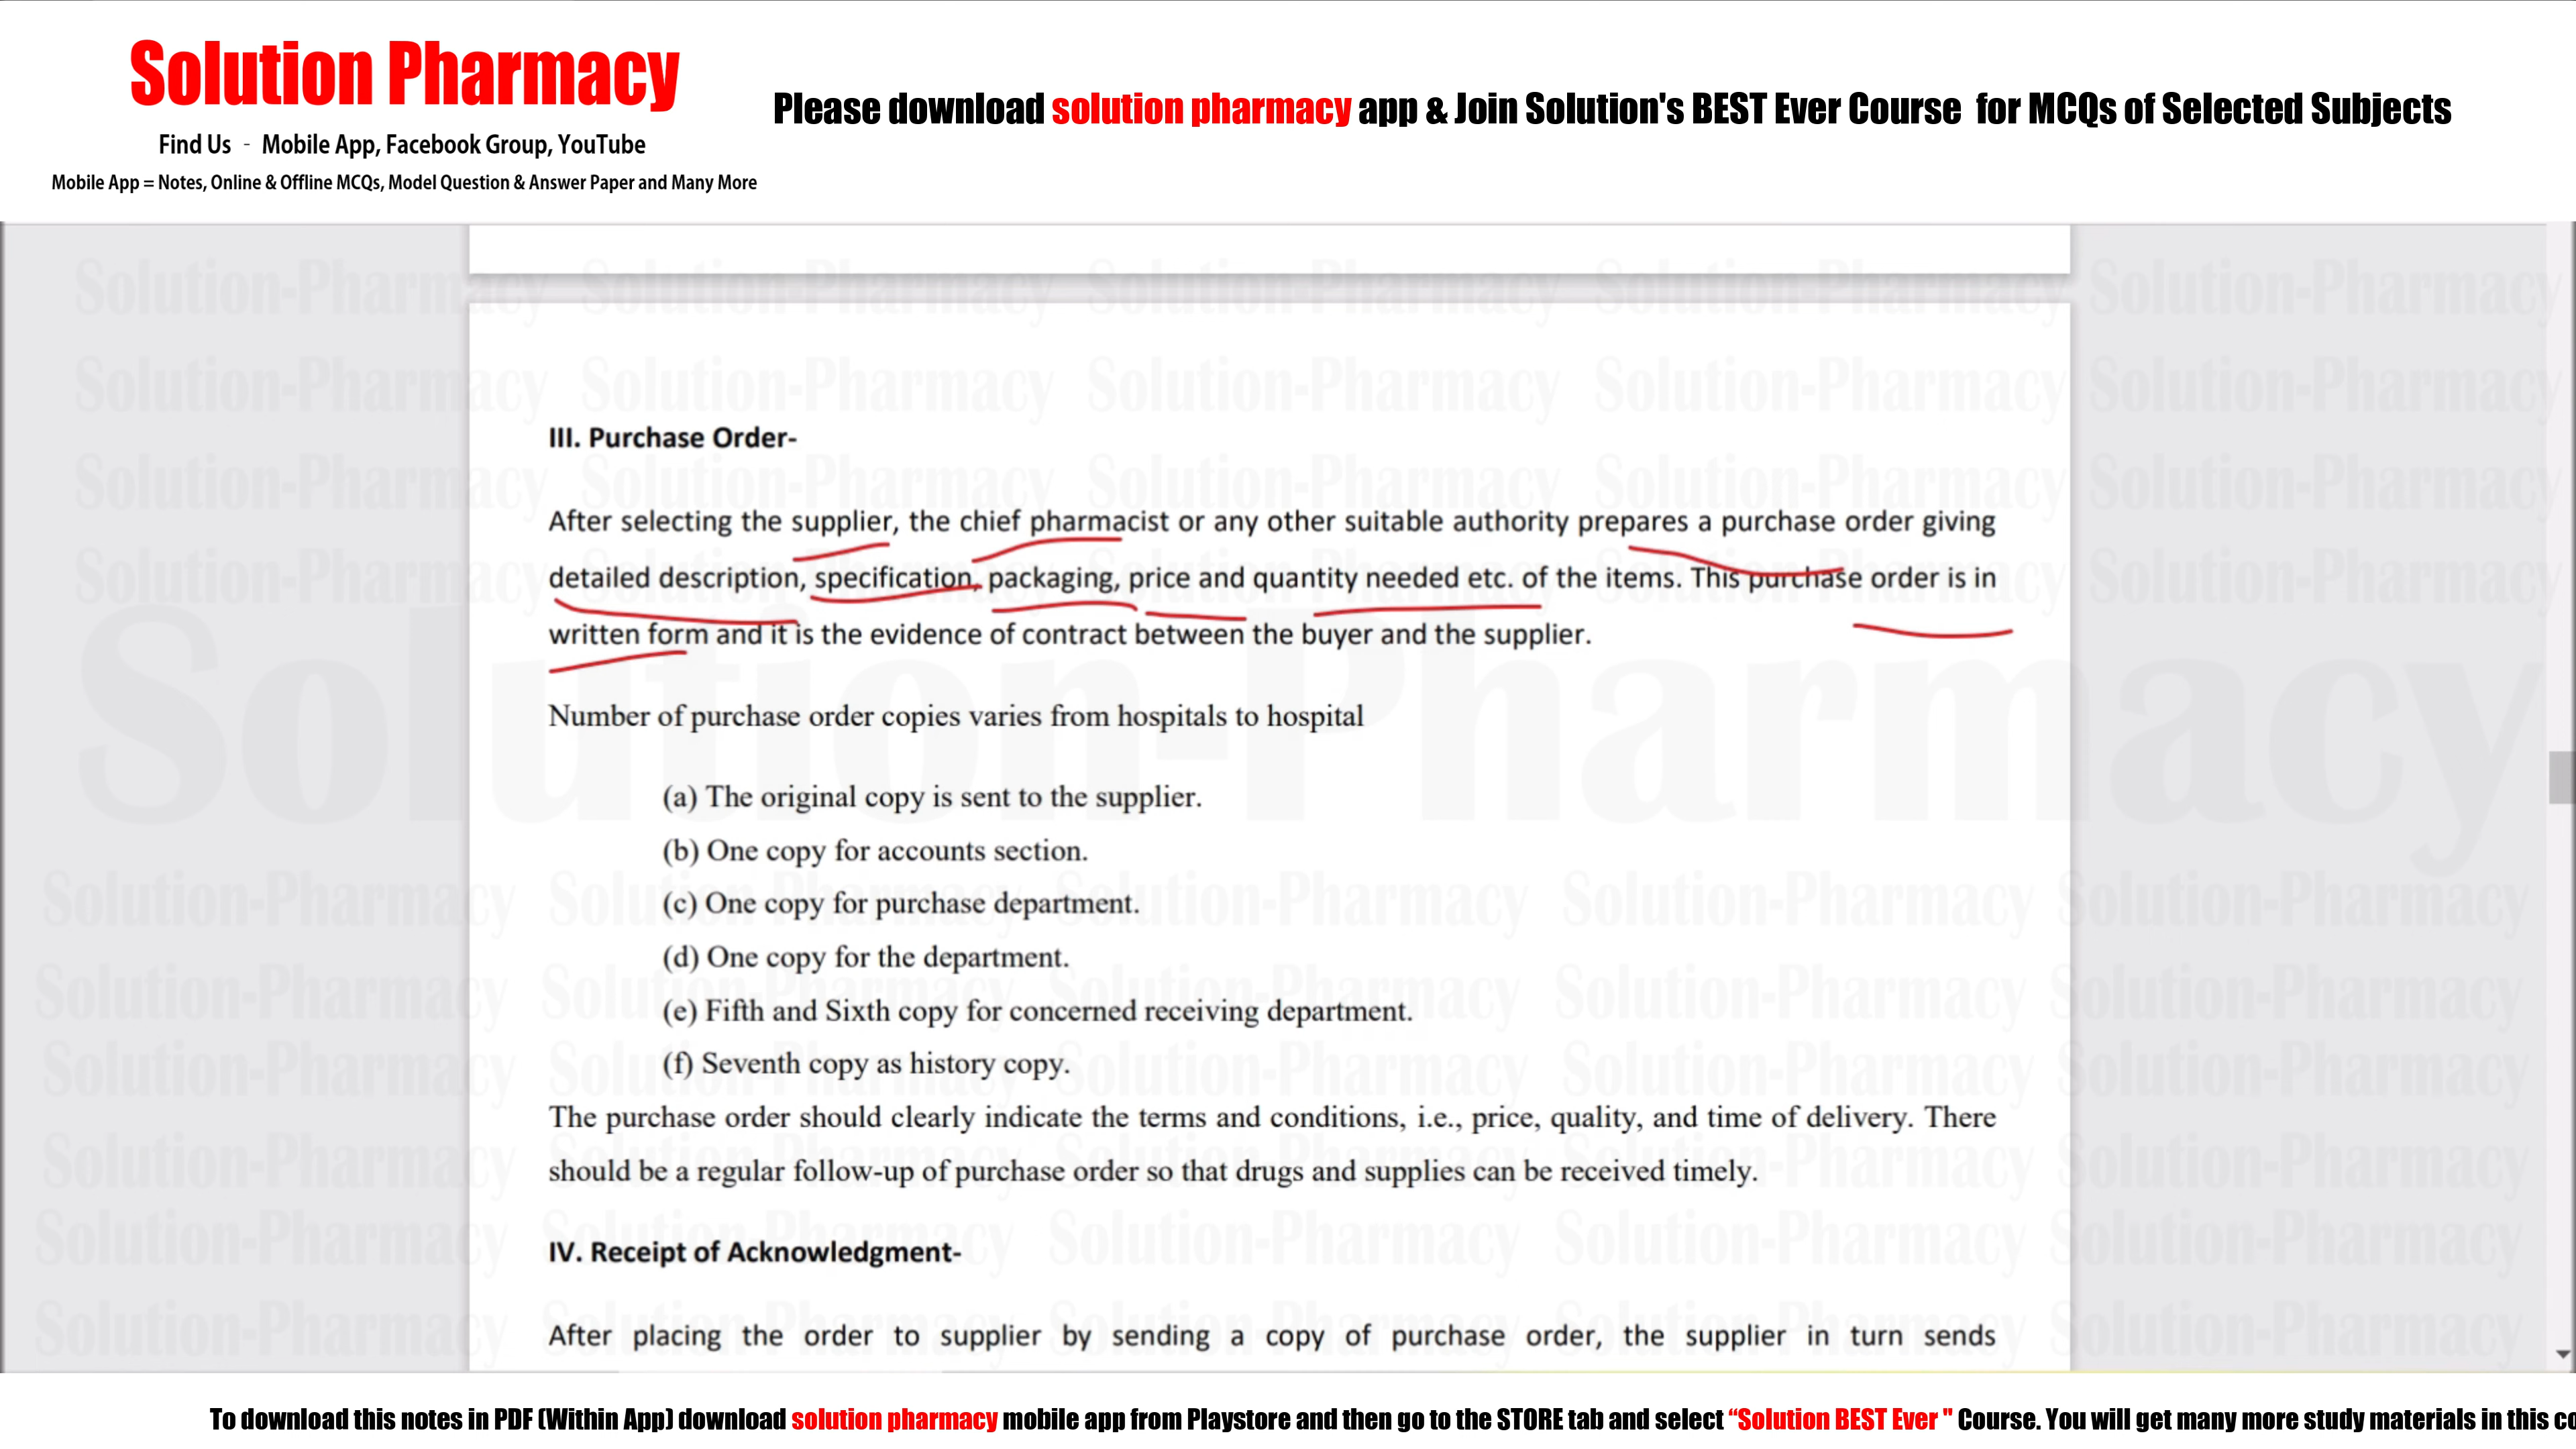 Solution Pharmacy
Please download solution pharmacy app & Join Solution's BEST Ever Course for MCQs of Selected Subjects
Find Us - Mobile App, Facebook Group, YouTube
Mobile App = Notes, Online & Offline MCQs, Model Question & Answer Paper and Many More
III. Purchase Order-
After selecting the supplier, the chief pharmacist or any other suitable authority prepares a purchase order giving
detailed description, specification, packaging, price and quantity needed etc. of the items. This purchase order is in
written form and it is the evidence of contract between the buyer and the supplier.
Number of purchase order copies varies from hospitals to hospital
(a) The original copy is sent to the supplier.
(b) One copy for accounts section.
(c) One copy for purchase department.
(d) One copy for the department.
(e) Fifth and Sixth copy for concerned receiving department.
(f) Seventh copy as history copy.
The purchase order should clearly indicate the terms and conditions, i.e., price, quality, and time of delivery. There
should be a regular follow-up of purchase order so that drugs and supplies can be received timely.
IV. Receipt of Acknowledgment-
After placing the order to supplier by sending a copy of purchase order, the supplier in turn sends
To download this notes in PDF (Within App) download solution pharmacy mobile app from Playstore and then go to the STORE tab and select “Solution BEST Ever " Course. You will get many more study materials in this co
Solution-Pharmacy